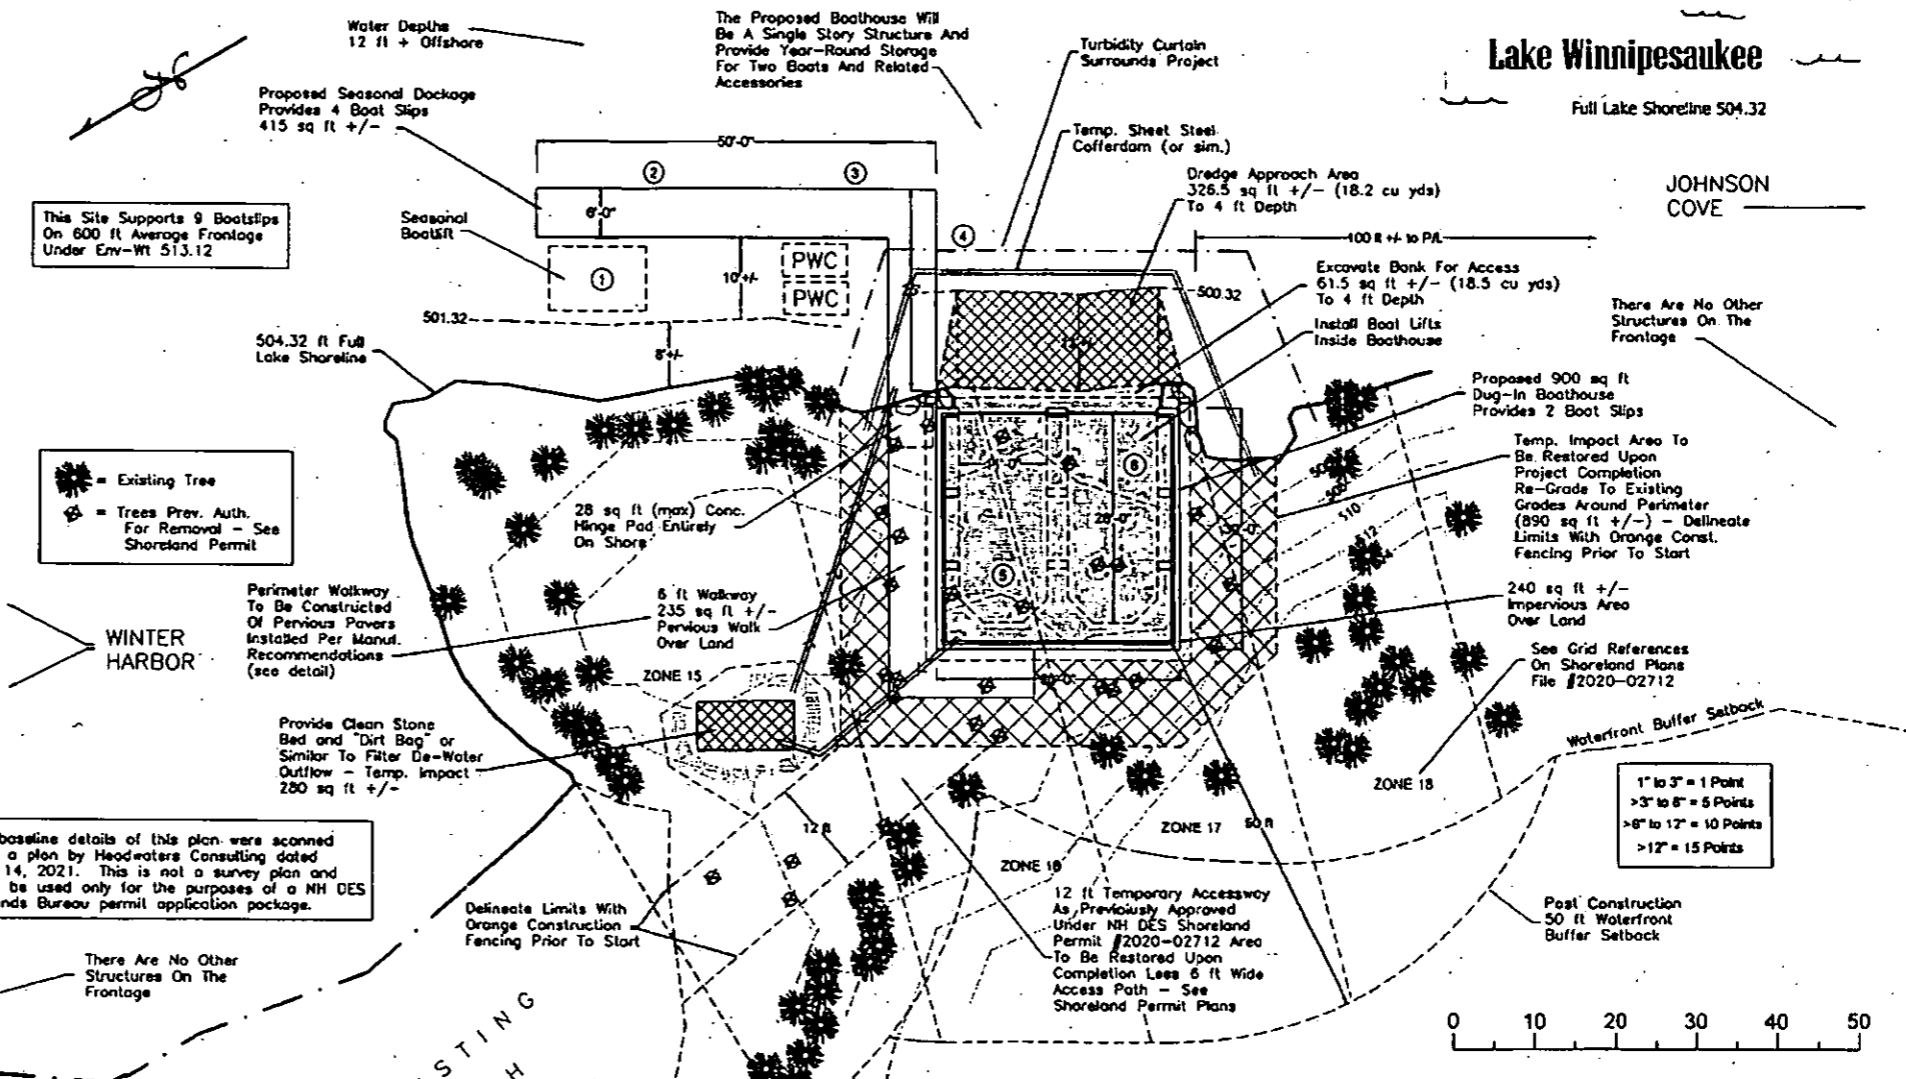 Water Depths
12 ft + Offshore
The Proposed Boathouse Will
Be A Single Story Structure And
Provide Year-Round Storage
For Two Boats And Related
Accessories
Turbidity Curtain
Surrounds Project
Lake Winnipesaukee
Full Lake Shoreline 504.32
Proposed Seasonal Dockage
Provides 4 Boat Slips
415 sq ft +/-
50'-0"
Temp. Sheet Steel
Cofferdam (or sim.)
Dredge Approach Area
326.5 sq ft +/- (18.2 cu yds)
To 4 ft Depth
JOHNSON
COVE
2
3
This Site Supports 9 Boatslips
On 600 ft Average Frontage
Under Env-Wt 513.12
Seasonal
Boatlift
6'-0"
4
100 ft +/- to P/L
1
10'+/-
PWC
PWC
Excavate Bank For Access
61.5 sq ft +/- (18.5 cu yds)
To 4 ft Depth
500.32
There Are No Other
Structures On The
Frontage
501.32
504.32 ft Full
Lake Shoreline
8'+/-
Install Boat Lifts
Inside Boathouse
Proposed 900 sq ft
Dug-In Boathouse
Provides 2 Boat Slips
= Existing Tree
= Trees Prev. Auth.
For Removal - See
Shoreland Permit
28 sq ft (max) Conc.
Hinge Pad Entirely
On Shore
6
28'-0"
5
510
512
Temp. Impact Area To
Be Restored Upon
Project Completion
Re-Grade To Existing
Grades Around Perimeter
(890 sq ft +/-) - Delineate
Limits With Orange Const.
Fencing Prior To Start
Perimeter Walkway
To Be Constructed
Of Pervious Pavers
Installed Per Manuf.
Recommendations
(see detail)
6 ft Walkway
235 sq ft +/-
Pervious Walk
Over Land
240 sq ft +/-
Impervious Area
Over Land
WINTER
HARBOR
ZONE 15
See Grid References
On Shoreland Plans
File #2020-02712
Provide Clean Stone
Bed and "Dirt Bag" or
Similar To Filter De-Water
Outflow - Temp. Impact
280 sq ft +/-
Waterfront Buffer Setback
ZONE 18
1" to 3" = 1 Point
>3" to 6" = 5 Points
>6" to 12" = 10 Points
>12" = 15 Points
baseline details of this plan were scanned
a plan by Headwaters Consulting dated
14, 2021. This is not a survey plan and
be used only for the purposes of a NH DES
nds Bureau permit application package.
12 ft
ZONE 17
50 ft
ZONE 16
Delineate Limits With
Orange Construction
Fencing Prior To Start
12 ft Temporary Accessway
As Previously Approved
Under NH DES Shoreland
Permit #2020-02712 Area
To Be Restored Upon
Completion Less 6 ft Wide
Access Path - See
Shoreland Permit Plans
Post Construction
50 ft Waterfront
Buffer Setback
There Are No Other
Structures On The
Frontage
STING
H
0 10 20 30 40 50